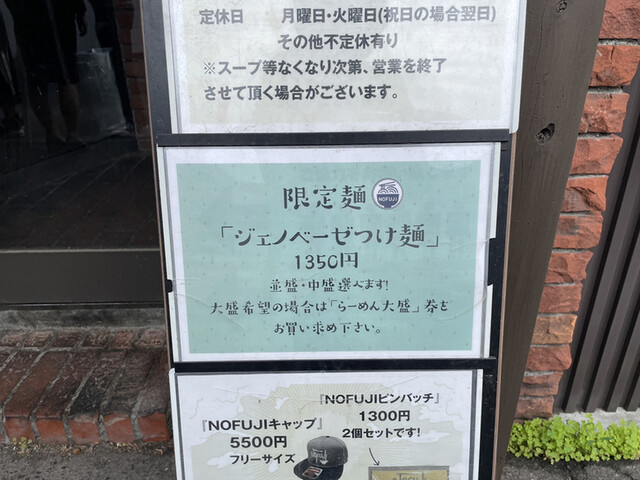 定休日　月曜日・火曜日(祝日の場合翌日)
その他不定休有り
※スープ等なくなり次第、営業を終了
させて頂く場合がございます。
限定麺
NOFUJI
「ジェノベーゼつけ麺」
1350円
並盛・中盛選べます!
大盛希望の場合は「らーめん大盛」券を
お買い求め下さい。
『NOFUJIピンバッチ』
1300円
2個セットです!
『NOFUJIキャップ』
5500円
フリーサイズ